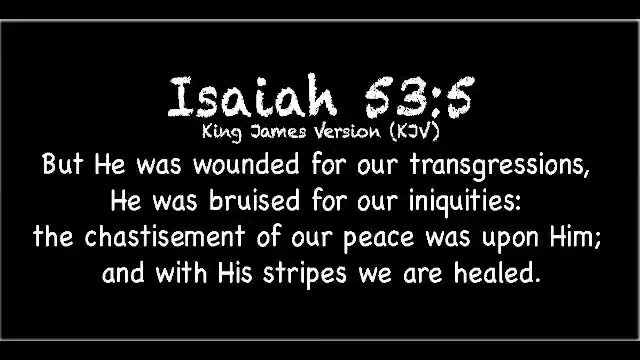 Isaiah 53:5
King James Version (KJV)
But He was wounded for our transgressions,
He was bruised for our iniquities:
the chastisement of our peace was upon Him;
and with His stripes we are healed.